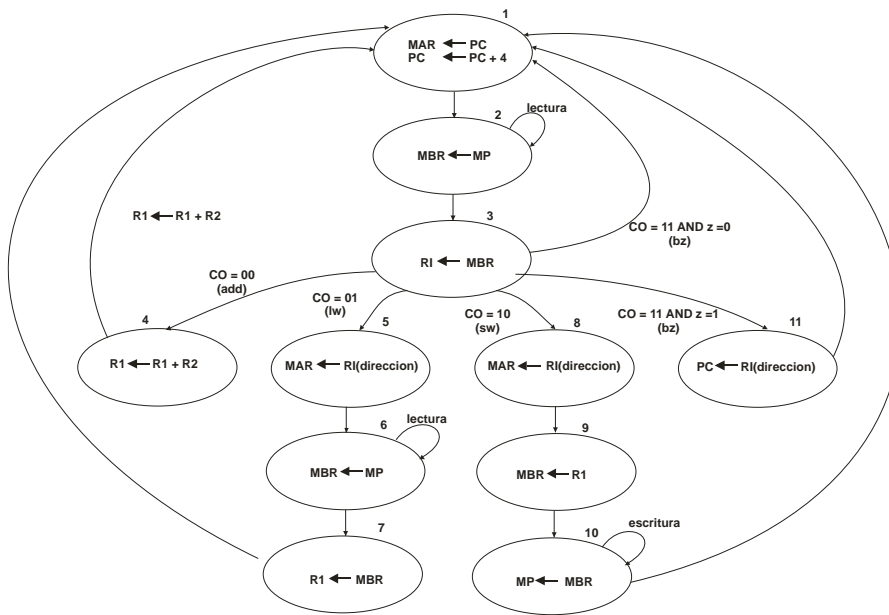 1
MAR ← PC
PC ← PC + 4
2
lectura
MBR ← MP
3
RI ← MBR
R1 ← R1 + R2
CO = 11 AND z =0
(bz)
CO = 00
(add)
CO = 01
(lw)
CO = 10
(sw)
CO = 11 AND z =1
(bz)
4
R1 ← R1 + R2
5
MAR ← RI(direccion)
8
MAR ← RI(direccion)
11
PC ← RI(direccion)
6
lectura
MBR ← MP
9
MBR ← R1
7
R1 ← MBR
10
escritura
MP ← MBR